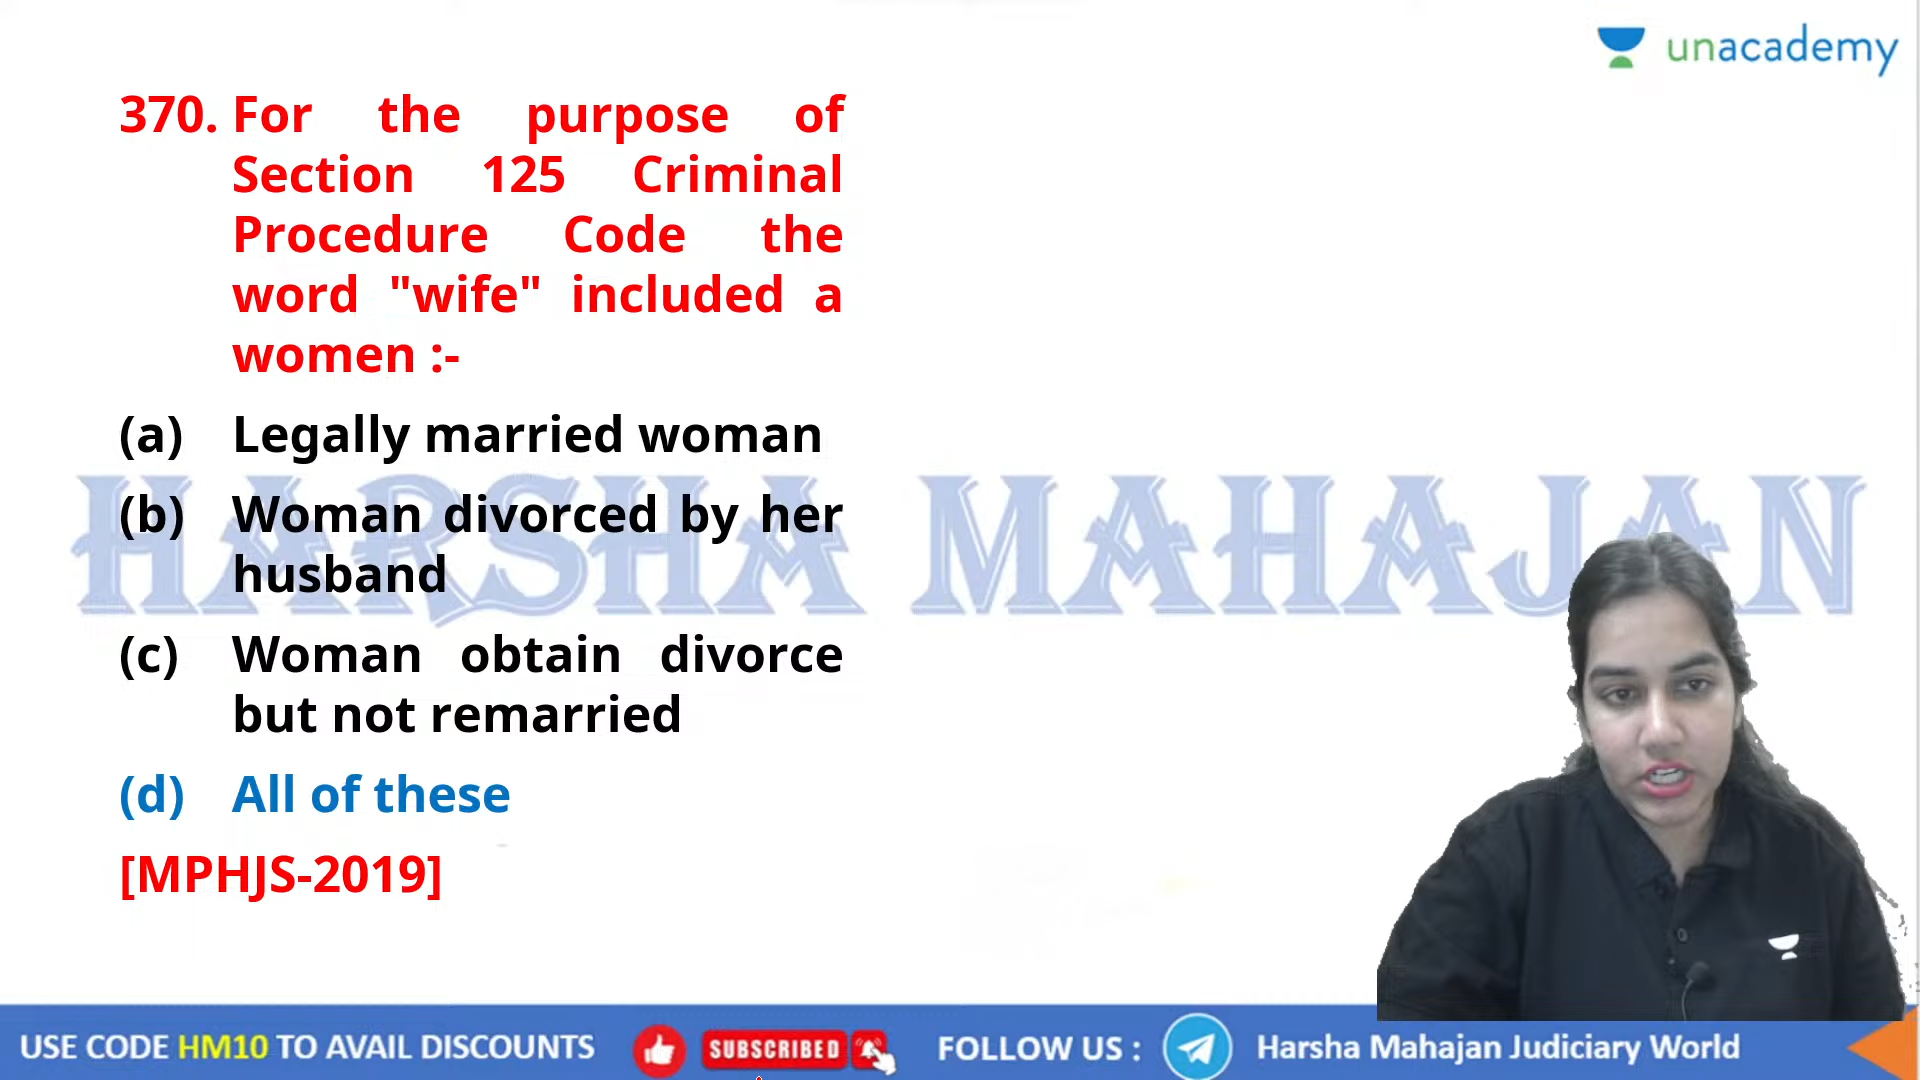 unacademy
370. For the purpose of
Section 125 Criminal
Procedure Code the
word "wife" included a
women :-
(a) Legally married woman
(b) Woman divorced by her
husband
(c) Woman obtain divorce
but not remarried
(d) All of these
[MPHJS-2019]
HARSHA MAHAJAN
USE CODE HM10 TO AVAIL DISCOUNTS
SUBSCRIBED
FOLLOW US :
Harsha Mahajan Judiciary World